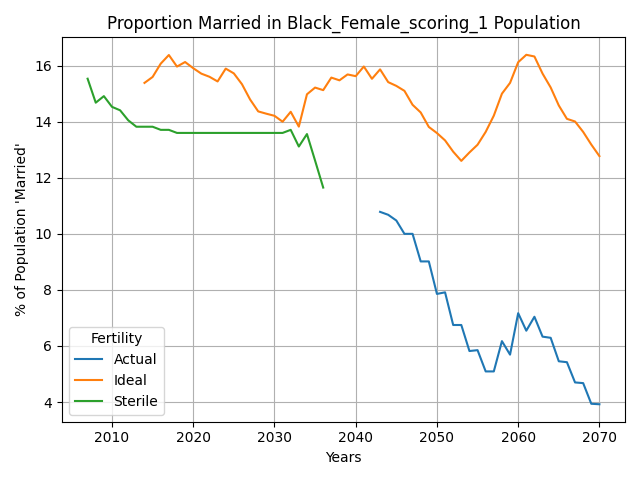 Proportion Married in Black_Female_scoring_1 Population
% of Population 'Married'
16
14
12
10
8
6
4
Fertility
Actual
Ideal
Sterile
2010 2020 2030 2040 2050 2060 2070
Years